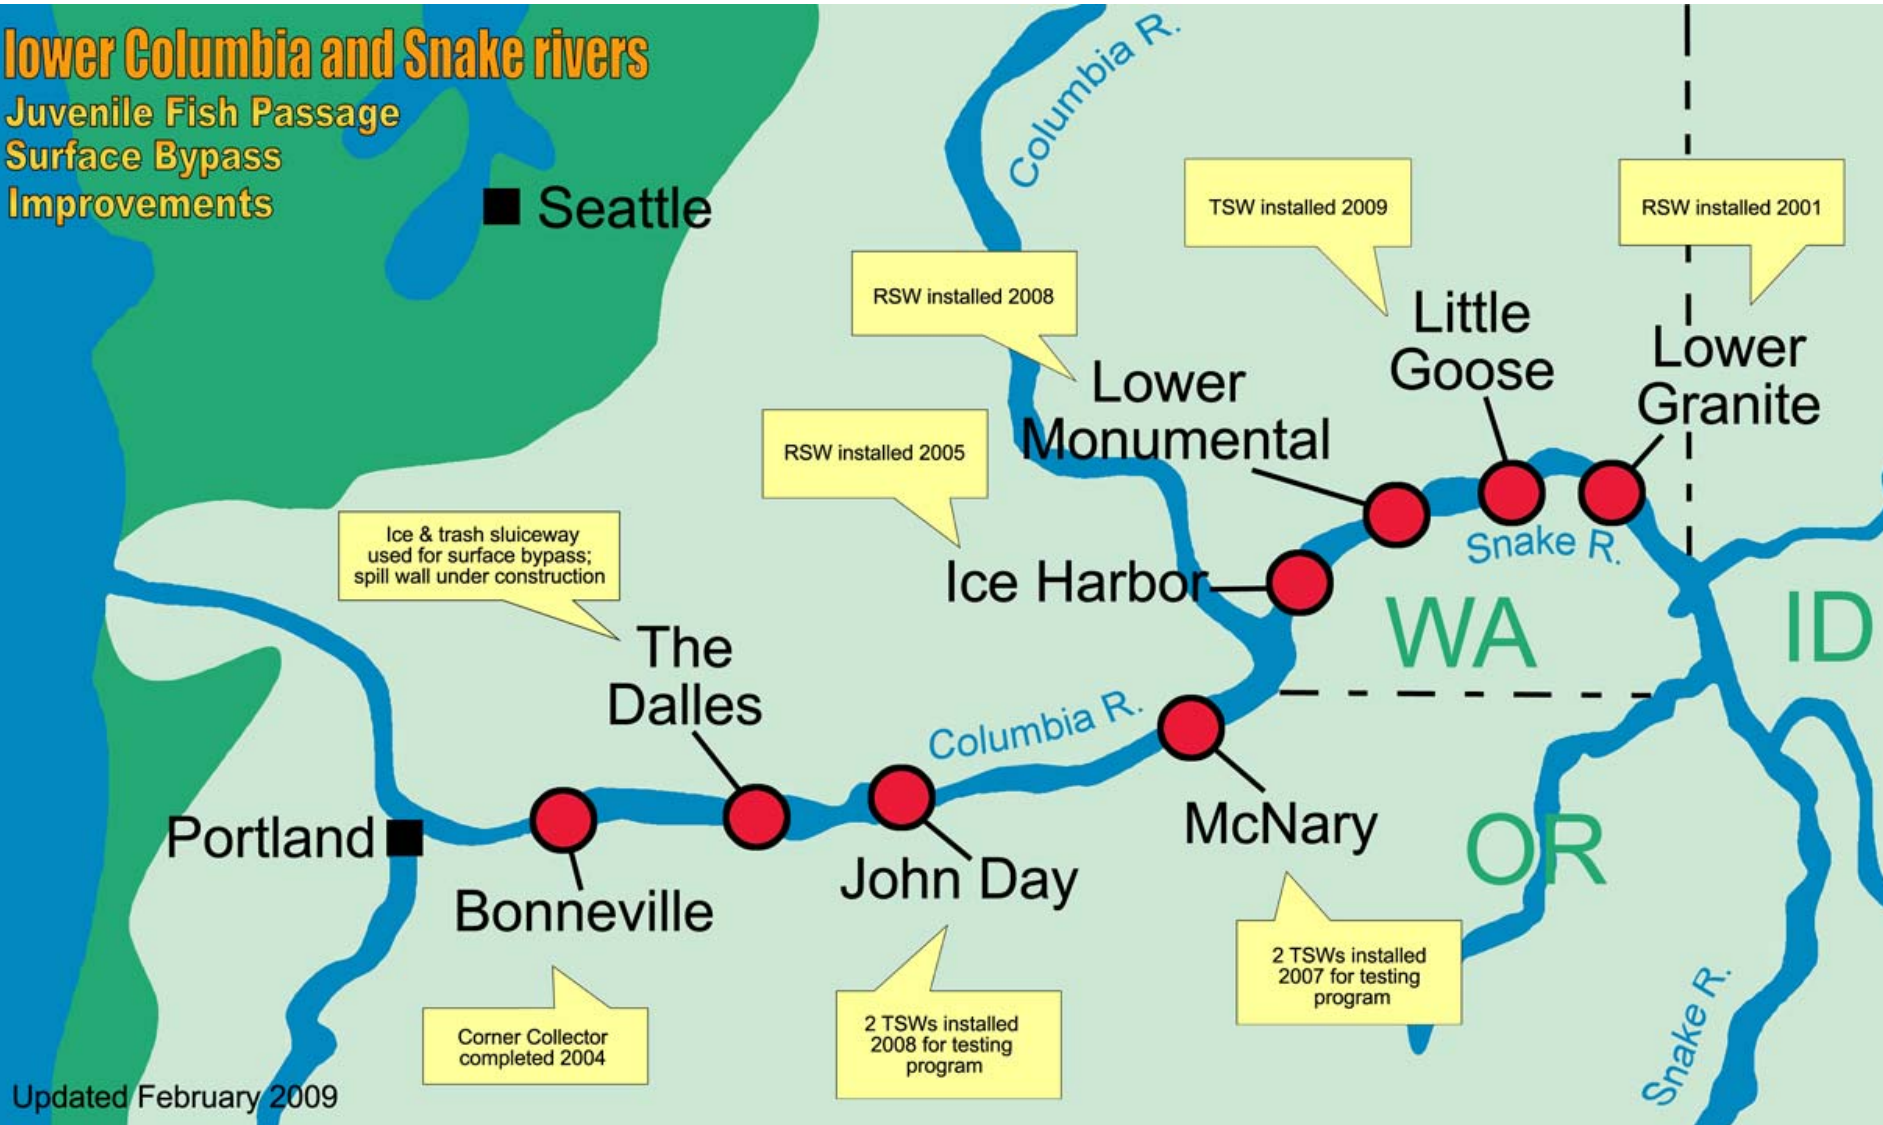 lower Columbia and Snake rivers
Juvenile Fish Passage
Surface Bypass
Improvements
Seattle
Columbia R.
TSW installed 2009
RSW installed 2001
RSW installed 2008
Little
Goose
Lower
Granite
Lower
Monumental
RSW installed 2005
Snake R.
Ice & trash sluiceway
used for surface bypass;
spill wall under construction
Ice Harbor
WA
ID
The
Dalles
Columbia R.
Portland
McNary
OR
John Day
Bonneville
2 TSWs installed
2007 for testing
program
Snake R.
Corner Collector
completed 2004
2 TSWs installed
2008 for testing
program
Updated February 2009